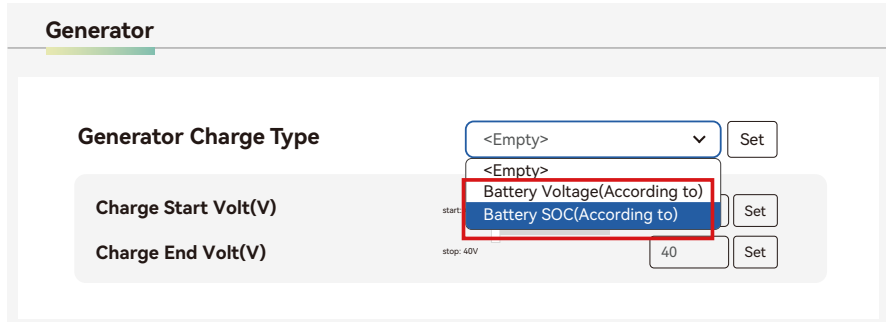 Generator
Generator Charge Type
<Empty>
Set
<Empty>
Battery Voltage(According to)
Battery SOC(According to)
Charge Start Volt(V)
start:
Set
Charge End Volt(V)
stop: 40V
40
Set